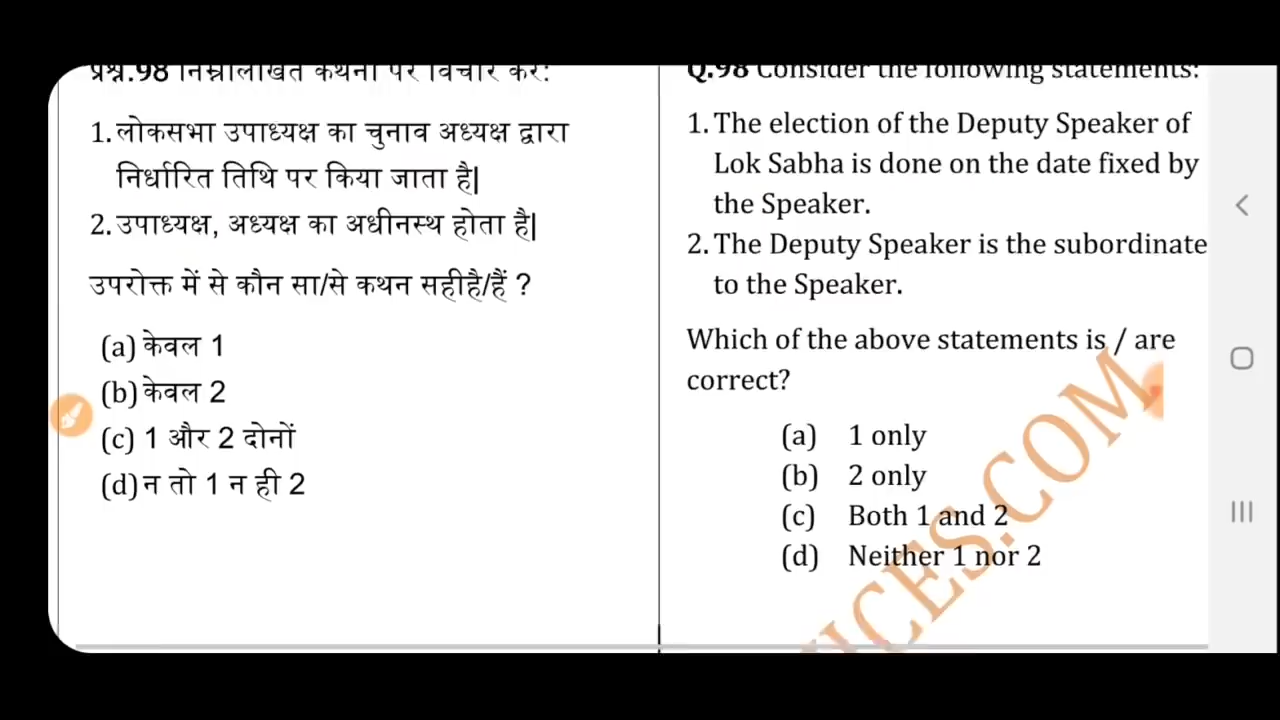 प्रश्न.98 निम्नलिखित कथनों पर विचार करें:
1. लोकसभा उपाध्यक्ष का चुनाव अध्यक्ष द्वारा
निर्धारित तिथि पर किया जाता है|
2. उपाध्यक्ष, अध्यक्ष का अधीनस्थ होता है|
उपरोक्त में से कौन सा/से कथन सहीहै/हैं ?
(a) केवल 1
(b) केवल 2
(c) 1 और 2 दोनों
(d) न तो 1 न ही 2
Q.98 Consider the following statements:
1. The election of the Deputy Speaker of
Lok Sabha is done on the date fixed by
the Speaker.
2. The Deputy Speaker is the subordinate
to the Speaker.
Which of the above statements is / are
correct?
(a) 1 only
(b) 2 only
(c) Both 1 and 2
(d) Neither 1 nor 2